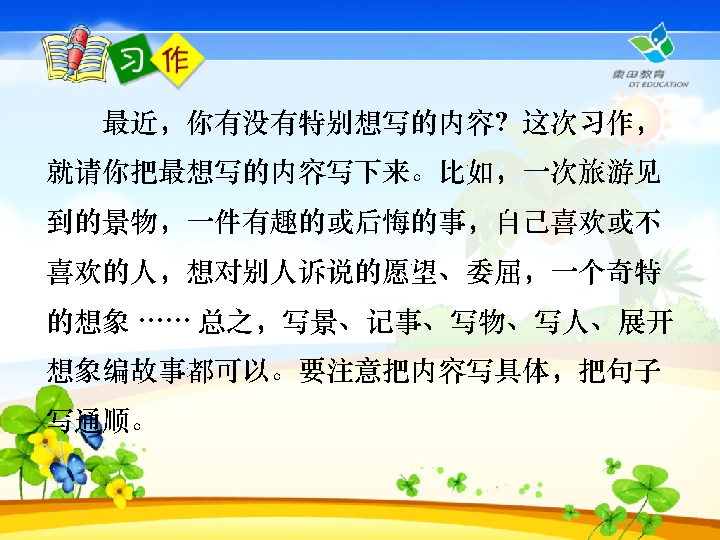 习作
東田教育
DT EDUCATION
最近，你有没有特别想写的内容？这次习作，
就请你把最想写的内容写下来。比如，一次旅游见
到的景物，一件有趣的或后悔的事，自己喜欢或不
喜欢的人，想对别人诉说的愿望、委屈，一个奇特
的想象 …… 总之，写景、记事、写物、写人、展开
想象编故事都可以。要注意把内容写具体，把句子
写通顺。